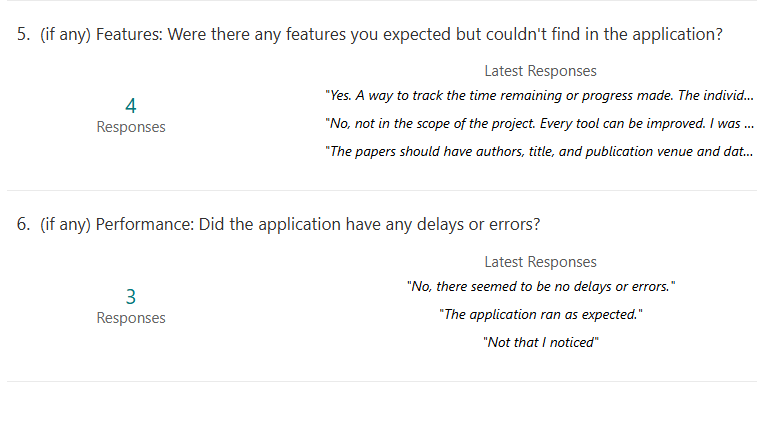 5. (if any) Features: Were there any features you expected but couldn't find in the application?
4
Responses
Latest Responses
"Yes. A way to track the time remaining or progress made. The individ...
"No, not in the scope of the project. Every tool can be improved. I was ...
"The papers should have authors, title, and publication venue and dat...
6. (if any) Performance: Did the application have any delays or errors?
3
Responses
Latest Responses
"No, there seemed to be no delays or errors."
"The application ran as expected."
"Not that I noticed"